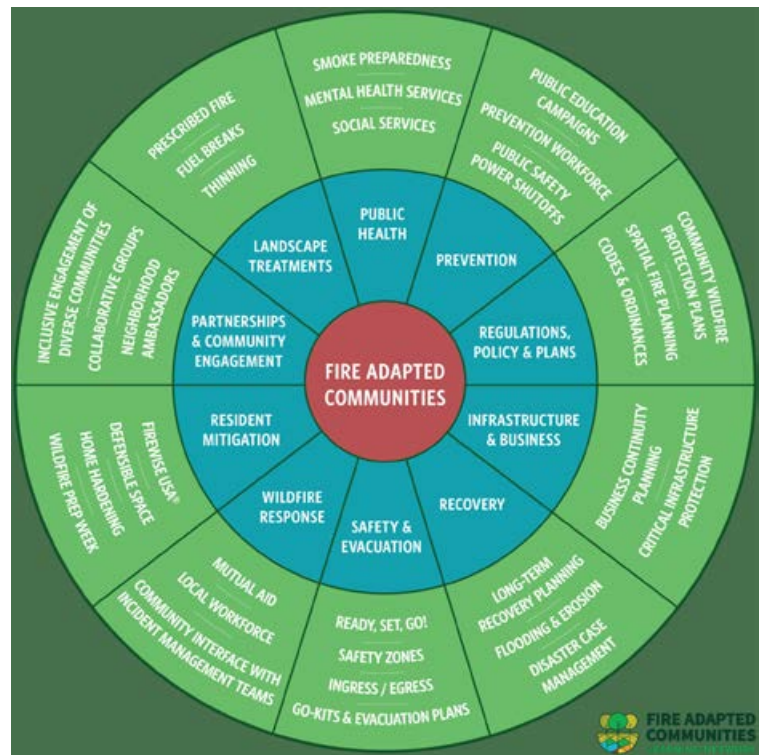 FIRE ADAPTED
COMMUNITIES
PUBLIC
HEALTH
SMOKE PREPAREDNESS
MENTAL HEALTH SERVICES
SOCIAL SERVICES
PREVENTION
PUBLIC EDUCATION
CAMPAIGNS
PREVENTION WORKFORCE
PUBLIC SAFETY
POWER SHUTOFFS
REGULATIONS,
POLICY & PLANS
COMMUNITY WILDFIRE
PROTECTION PLANS
SPATIAL FIRE PLANNING
CODES & ORDINANCES
INFRASTRUCTURE
& BUSINESS
BUSINESS CONTINUITY
PLANNING
CRITICAL INFRASTRUCTURE
PROTECTION
RECOVERY
LONG-TERM
RECOVERY PLANNING
FLOODING & EROSION
DISASTER CASE
MANAGEMENT
SAFETY &
EVACUATION
READY, SET, GO!
SAFETY ZONES
INGRESS / EGRESS
GO-KITS & EVACUATION PLANS
WILDFIRE
RESPONSE
MUTUAL AID
LOCAL WORKFORCE
COMMUNITY INTERFACE WITH
INCIDENT MANAGEMENT TEAMS
RESIDENT
MITIGATION
FIREWISE USA®
DEFENSIBLE SPACE
HOME HARDENING
WILDFIRE PREP WEEK
PARTNERSHIPS
& COMMUNITY
ENGAGEMENT
INCLUSIVE ENGAGEMENT OF
DIVERSE COMMUNITIES
COLLABORATIVE GROUPS
NEIGHBORHOOD
AMBASSADORS
LANDSCAPE
TREATMENTS
PRESCRIBED FIRE
FUEL BREAKS
THINNING
FIRE ADAPTED
COMMUNITIES